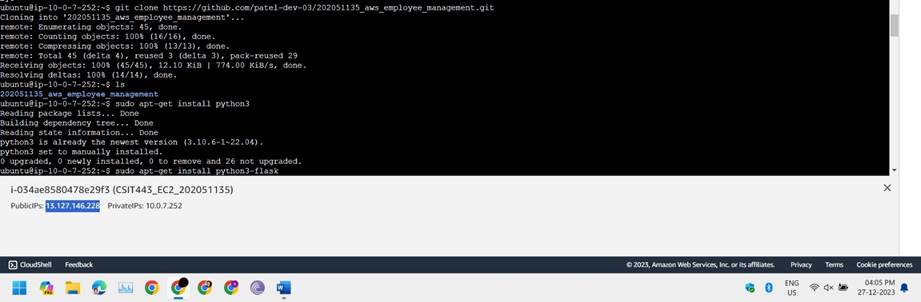 ubuntu@ip-10-0-7-252:~$ git clone https://github.com/patel-dev-03/202051135_aws_employee_management.git
Cloning into '202051135_aws_employee_management'...
remote: Enumerating objects: 45, done.
remote: Counting objects: 100% (16/16), done.
remote: Compressing objects: 100% (13/13), done.
remote: Total 45 (delta 4), reused 3 (delta 3), pack-reused 29
Receiving objects: 100% (45/45), 12.10 KiB | 774.00 KiB/s, done.
Resolving deltas: 100% (14/14), done.
ubuntu@ip-10-0-7-252:~$ ls
202051135_aws_employee_management
ubuntu@ip-10-0-7-252:~$ sudo apt-get install python3
Reading package lists... Done
Building dependency tree... Done
Reading state information... Done
python3 is already the newest version (3.10.6-1~22.04).
python3 set to manually installed.
0 upgraded, 0 newly installed, 0 to remove and 26 not upgraded.
ubuntu@ip-10-0-7-252:~$ sudo apt-get install python3-flask
i-034ae8580478e29f3 (CSIT443_EC2_202051135)
PublicIPs: 13.127.146.228 PrivateIPs: 10.0.7.252
CloudShell Feedback © 2023, Amazon Web Services, Inc. or its affiliates. Privacy Terms Cookie preferences
ENG US 04:05 PM
27-12-2023